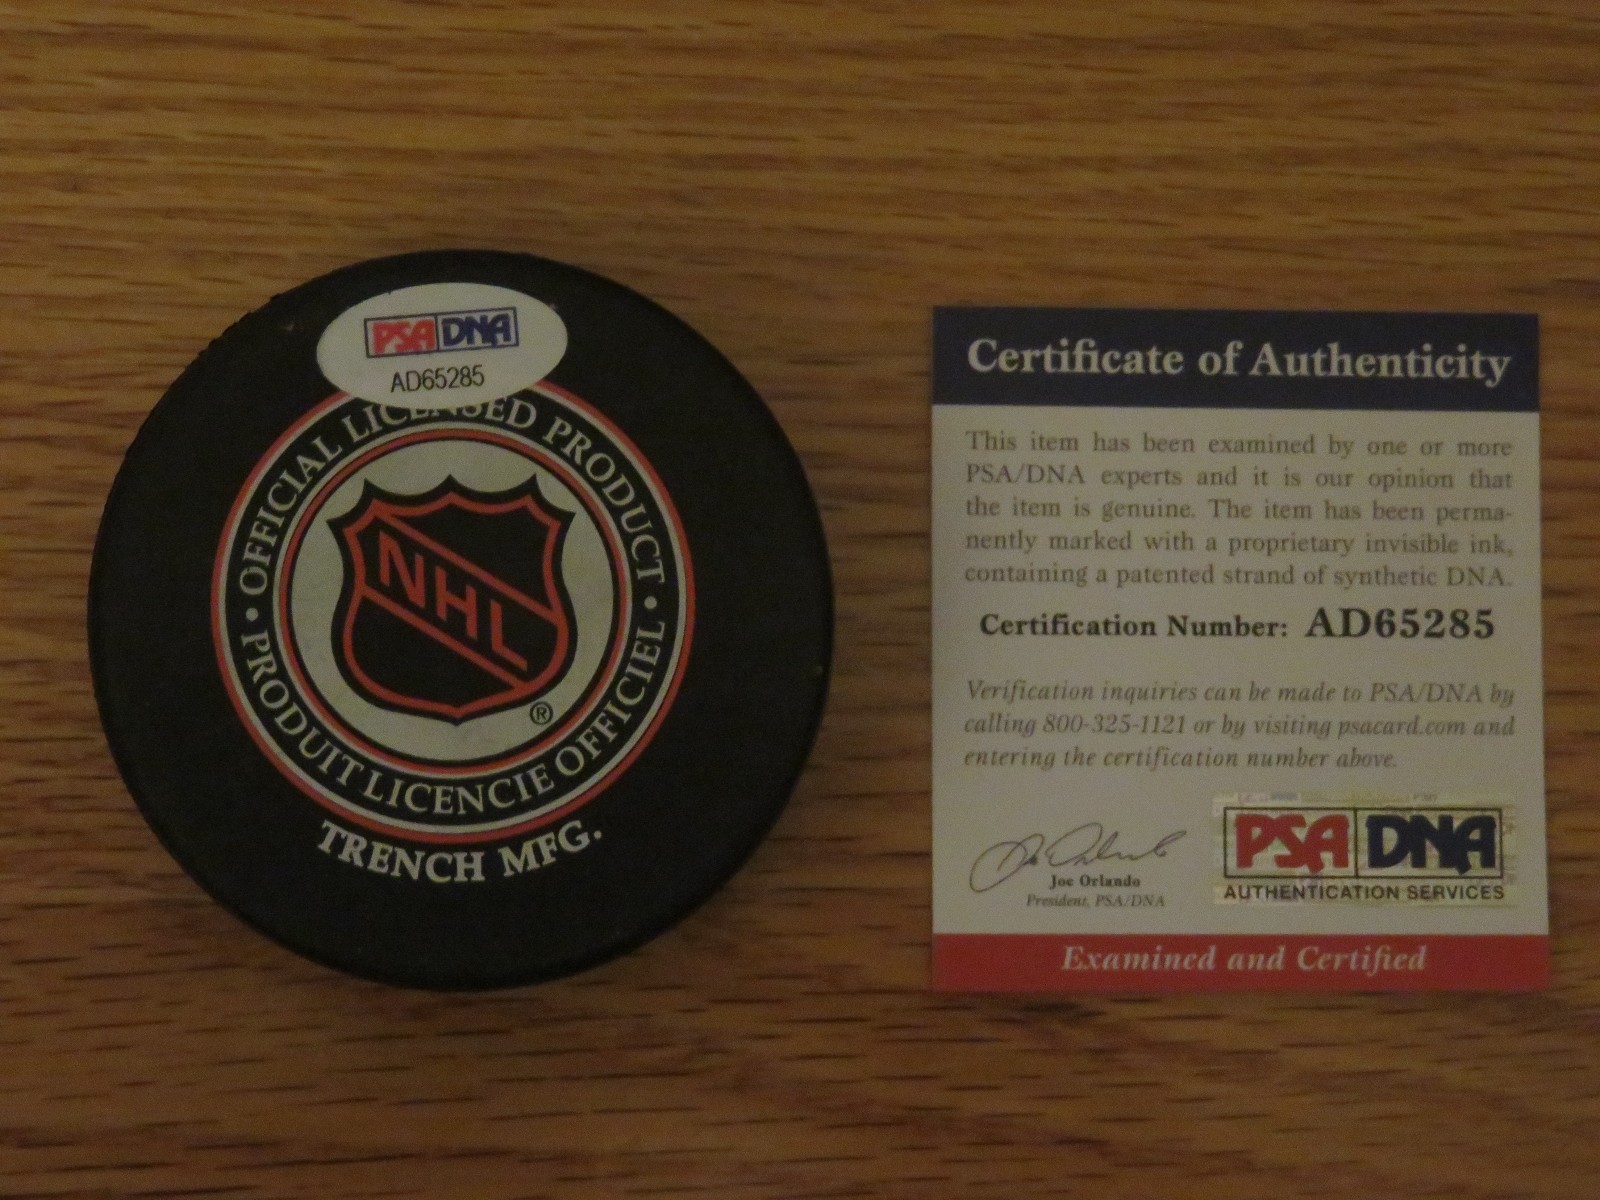 PSA DNA
AD65285
OFFICIAL LICENSED PRODUCT
NHL
®
• PRODUIT LICENCIE OFFICIEL •
TRENCH MFG.
Certificate of Authenticity
This item has been examined by one or more
PSA/DNA experts and it is our opinion that
the item is genuine. The item has been perma-
nently marked with a proprietary invisible ink,
containing a patented strand of synthetic DNA.
Certification Number: AD65285
Verification inquiries can be made to PSA/DNA by
calling 800-325-1121 or by visiting psacard.com and
entering the certification number above.
Joe Orlando
President, PSA/DNA
PSA DNA
AUTHENTICATION SERVICES
Examined and Certified